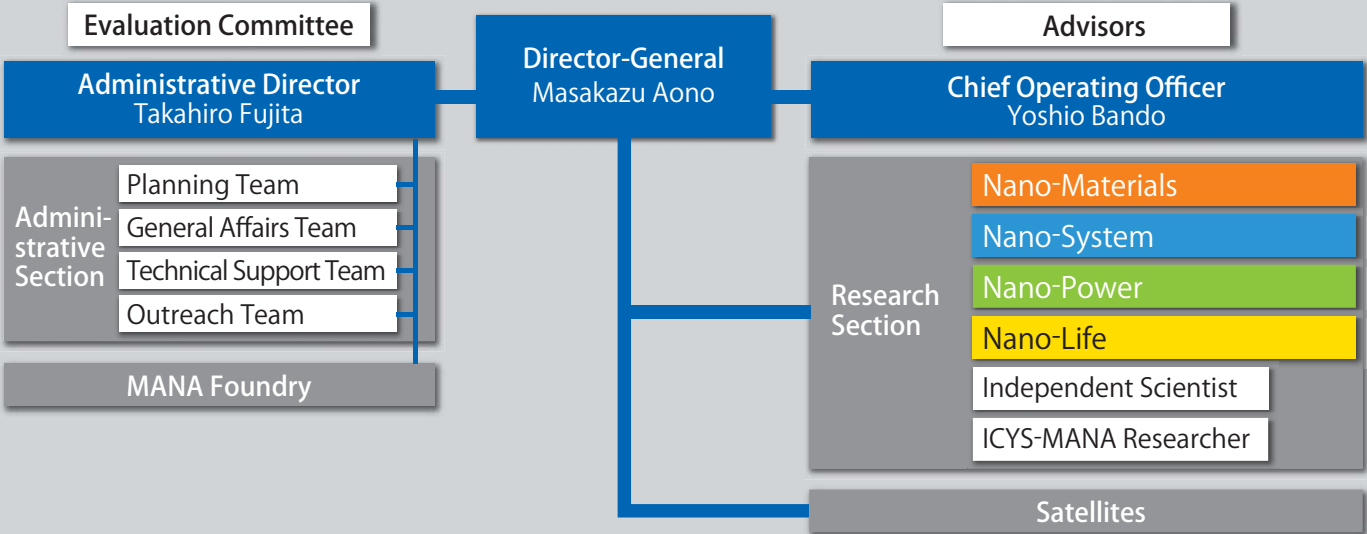 Evaluation Committee
Administrative Director
Takahiro Fujita
Director-General
Masakazu Aono
Advisors
Chief Operating Officer
Yoshio Bando
Admini-
strative
Section
Planning Team
General Affairs Team
Technical Support Team
Outreach Team
MANA Foundry
Research
Section
Nano-Materials
Nano-System
Nano-Power
Nano-Life
Independent Scientist
ICYS-MANA Researcher
Satellites